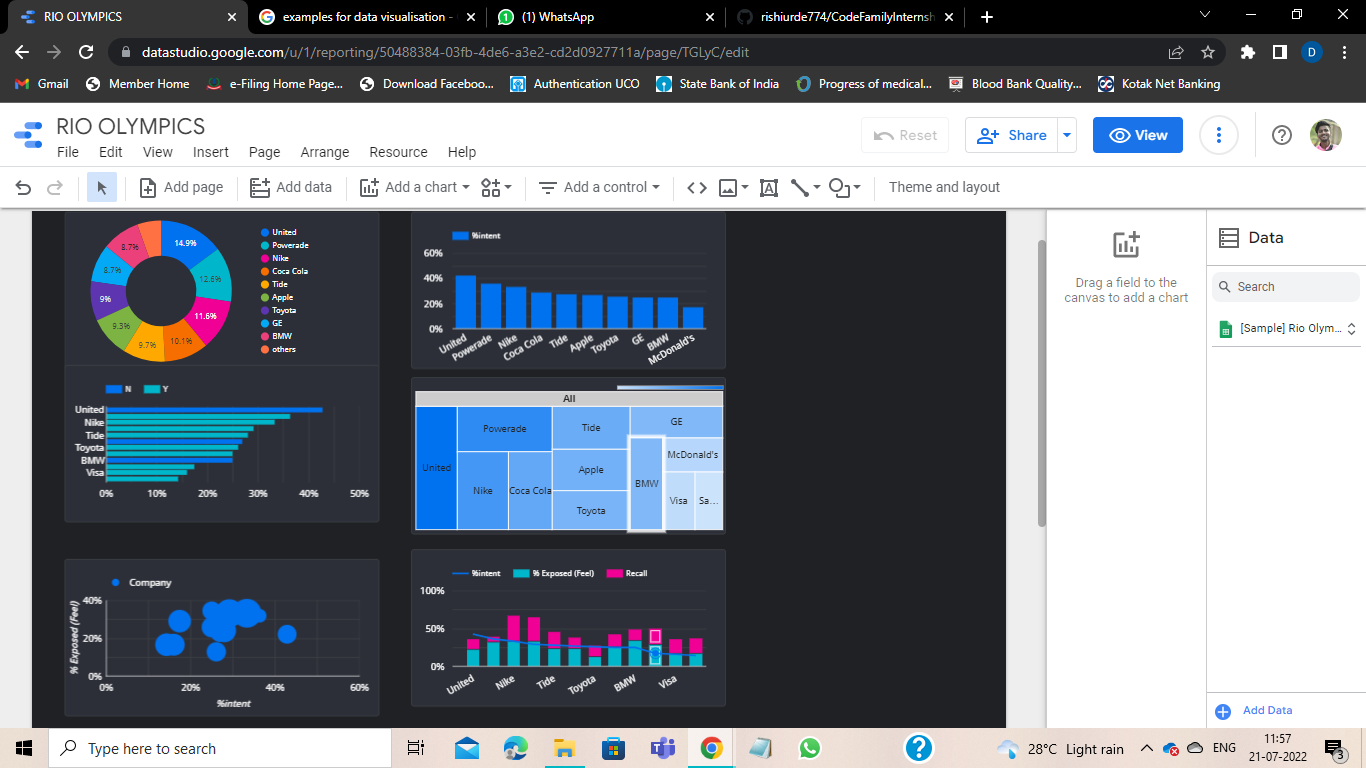 RIO OLYMPICS
examples for data visualisation -
(1) WhatsApp
rishiurde774/CodeFamilyInternsh
datastudio.google.com/u/1/reporting/50488384-03fb-4de6-a3e2-cd2d0927711a/page/TGLyC/edit
D
Gmail Member Home e-Filing Home Page... Download Faceboo... Authentication UCO State Bank of India Progress of medical... Blood Bank Quality... Kotak Net Banking
RIO OLYMPICS
File Edit View Insert Page Arrange Resource Help
Reset Share View
Add page Add data Add a chart Add a control Theme and layout
14.9%
12.6%
11.6%
10.1%
9.7%
9.3%
9%
8.7%
8.7%
United
Powerade
Nike
Coca Cola
Tide
Apple
Toyota
GE
BMW
others
%intent
60%
40%
20%
0%
United Powerade Nike Coca Cola Tide Apple Toyota GE BMW McDonald's
N Y
United
Nike
Tide
Toyota
BMW
Visa
0% 10% 20% 30% 40% 50%
All
United
Powerade
Nike
Coca Cola
Tide
Apple
Toyota
GE
BMW
McDonald's
Visa
Sa...
Company
% Exposed (Feel)
40%
20%
0%
0% 20% 40% 60%
%intent
%intent % Exposed (Feel) Recall
100%
50%
0%
United Nike Tide Toyota BMW Visa
Drag a field to the
canvas to add a chart
Data
Search
[Sample] Rio Olym...
Add Data
Type here to search
28°C Light rain
ENG
11:57
21-07-2022
3